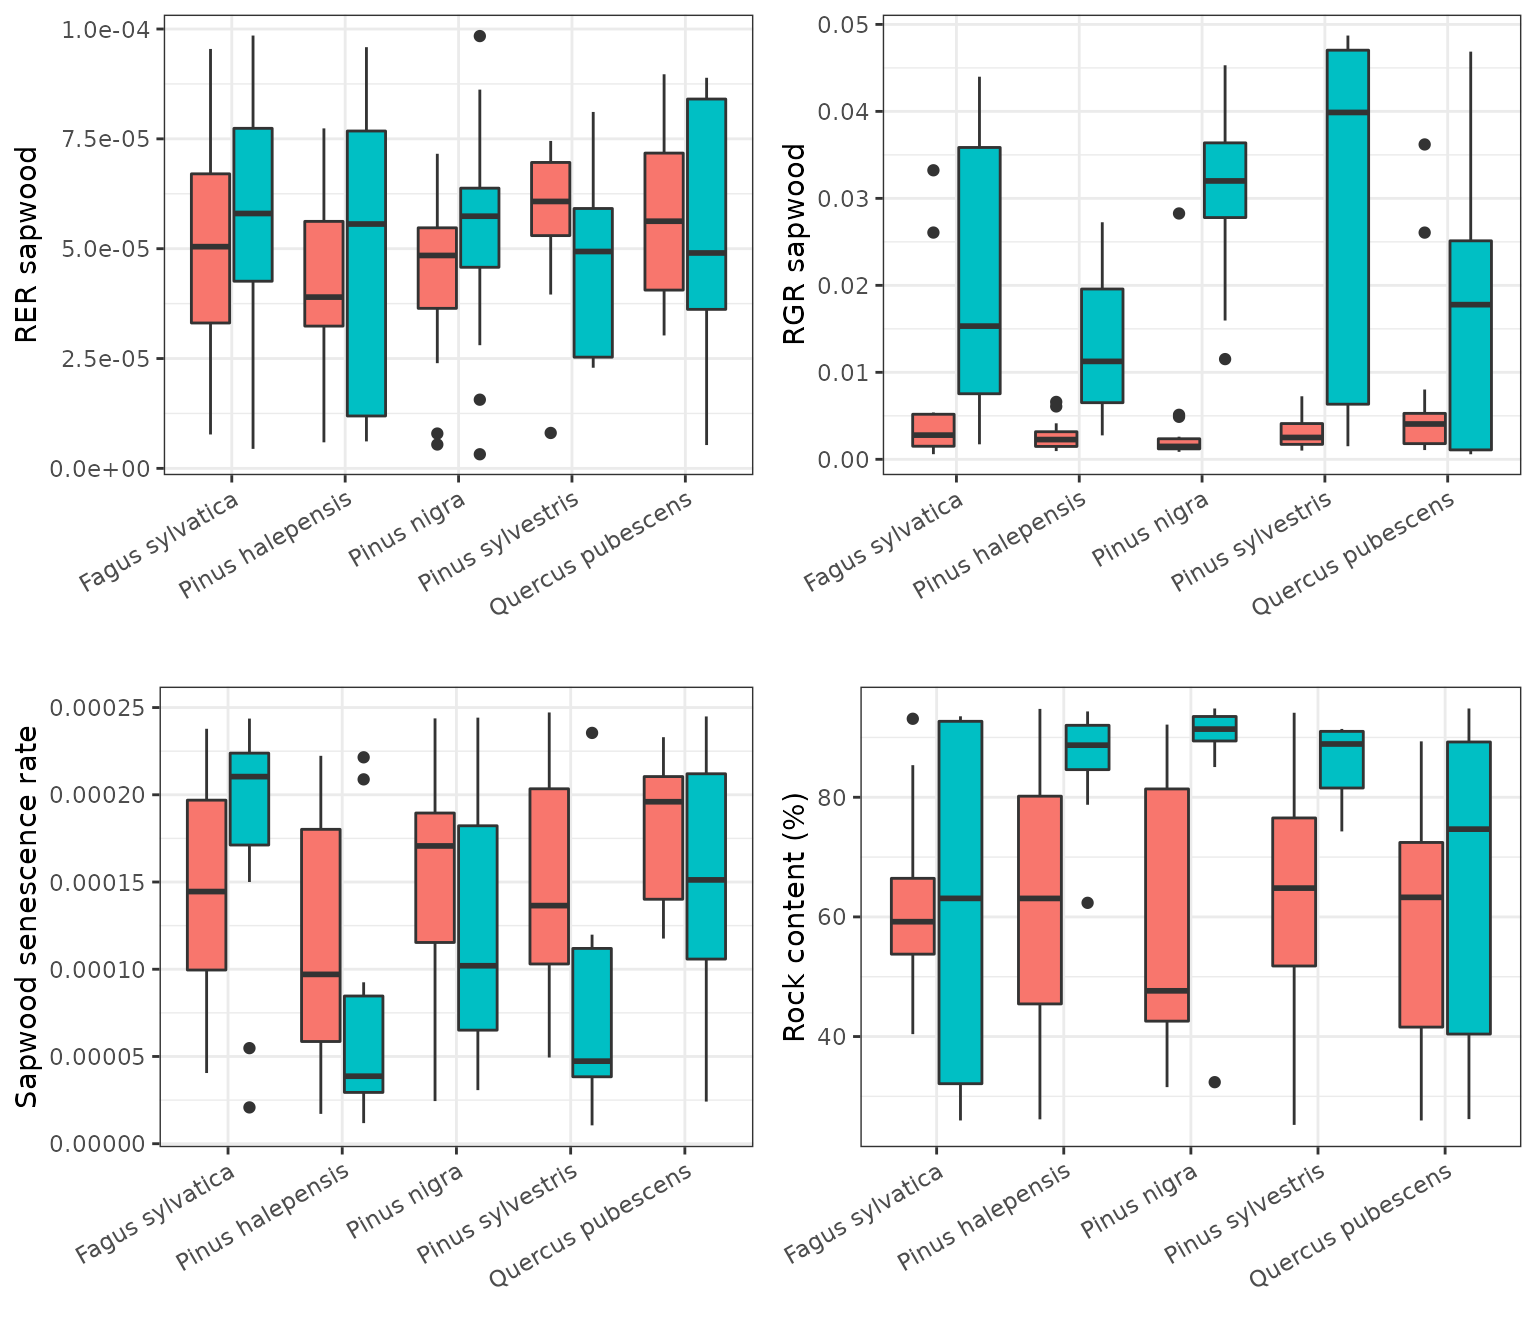 RER sapwood
1.0e-04
7.5e-05
5.0e-05
2.5e-05
0.0e+00
Fagus sylvatica
Pinus halepensis
Pinus nigra
Pinus sylvestris
Quercus pubescens
RGR sapwood
0.05
0.04
0.03
0.02
0.01
0.00
Fagus sylvatica
Pinus halepensis
Pinus nigra
Pinus sylvestris
Quercus pubescens
Sapwood senescence rate
0.00025
0.00020
0.00015
0.00010
0.00005
0.00000
Fagus sylvatica
Pinus halepensis
Pinus nigra
Pinus sylvestris
Quercus pubescens
Rock content (%)
80
60
40
Fagus sylvatica
Pinus halepensis
Pinus nigra
Pinus sylvestris
Quercus pubescens